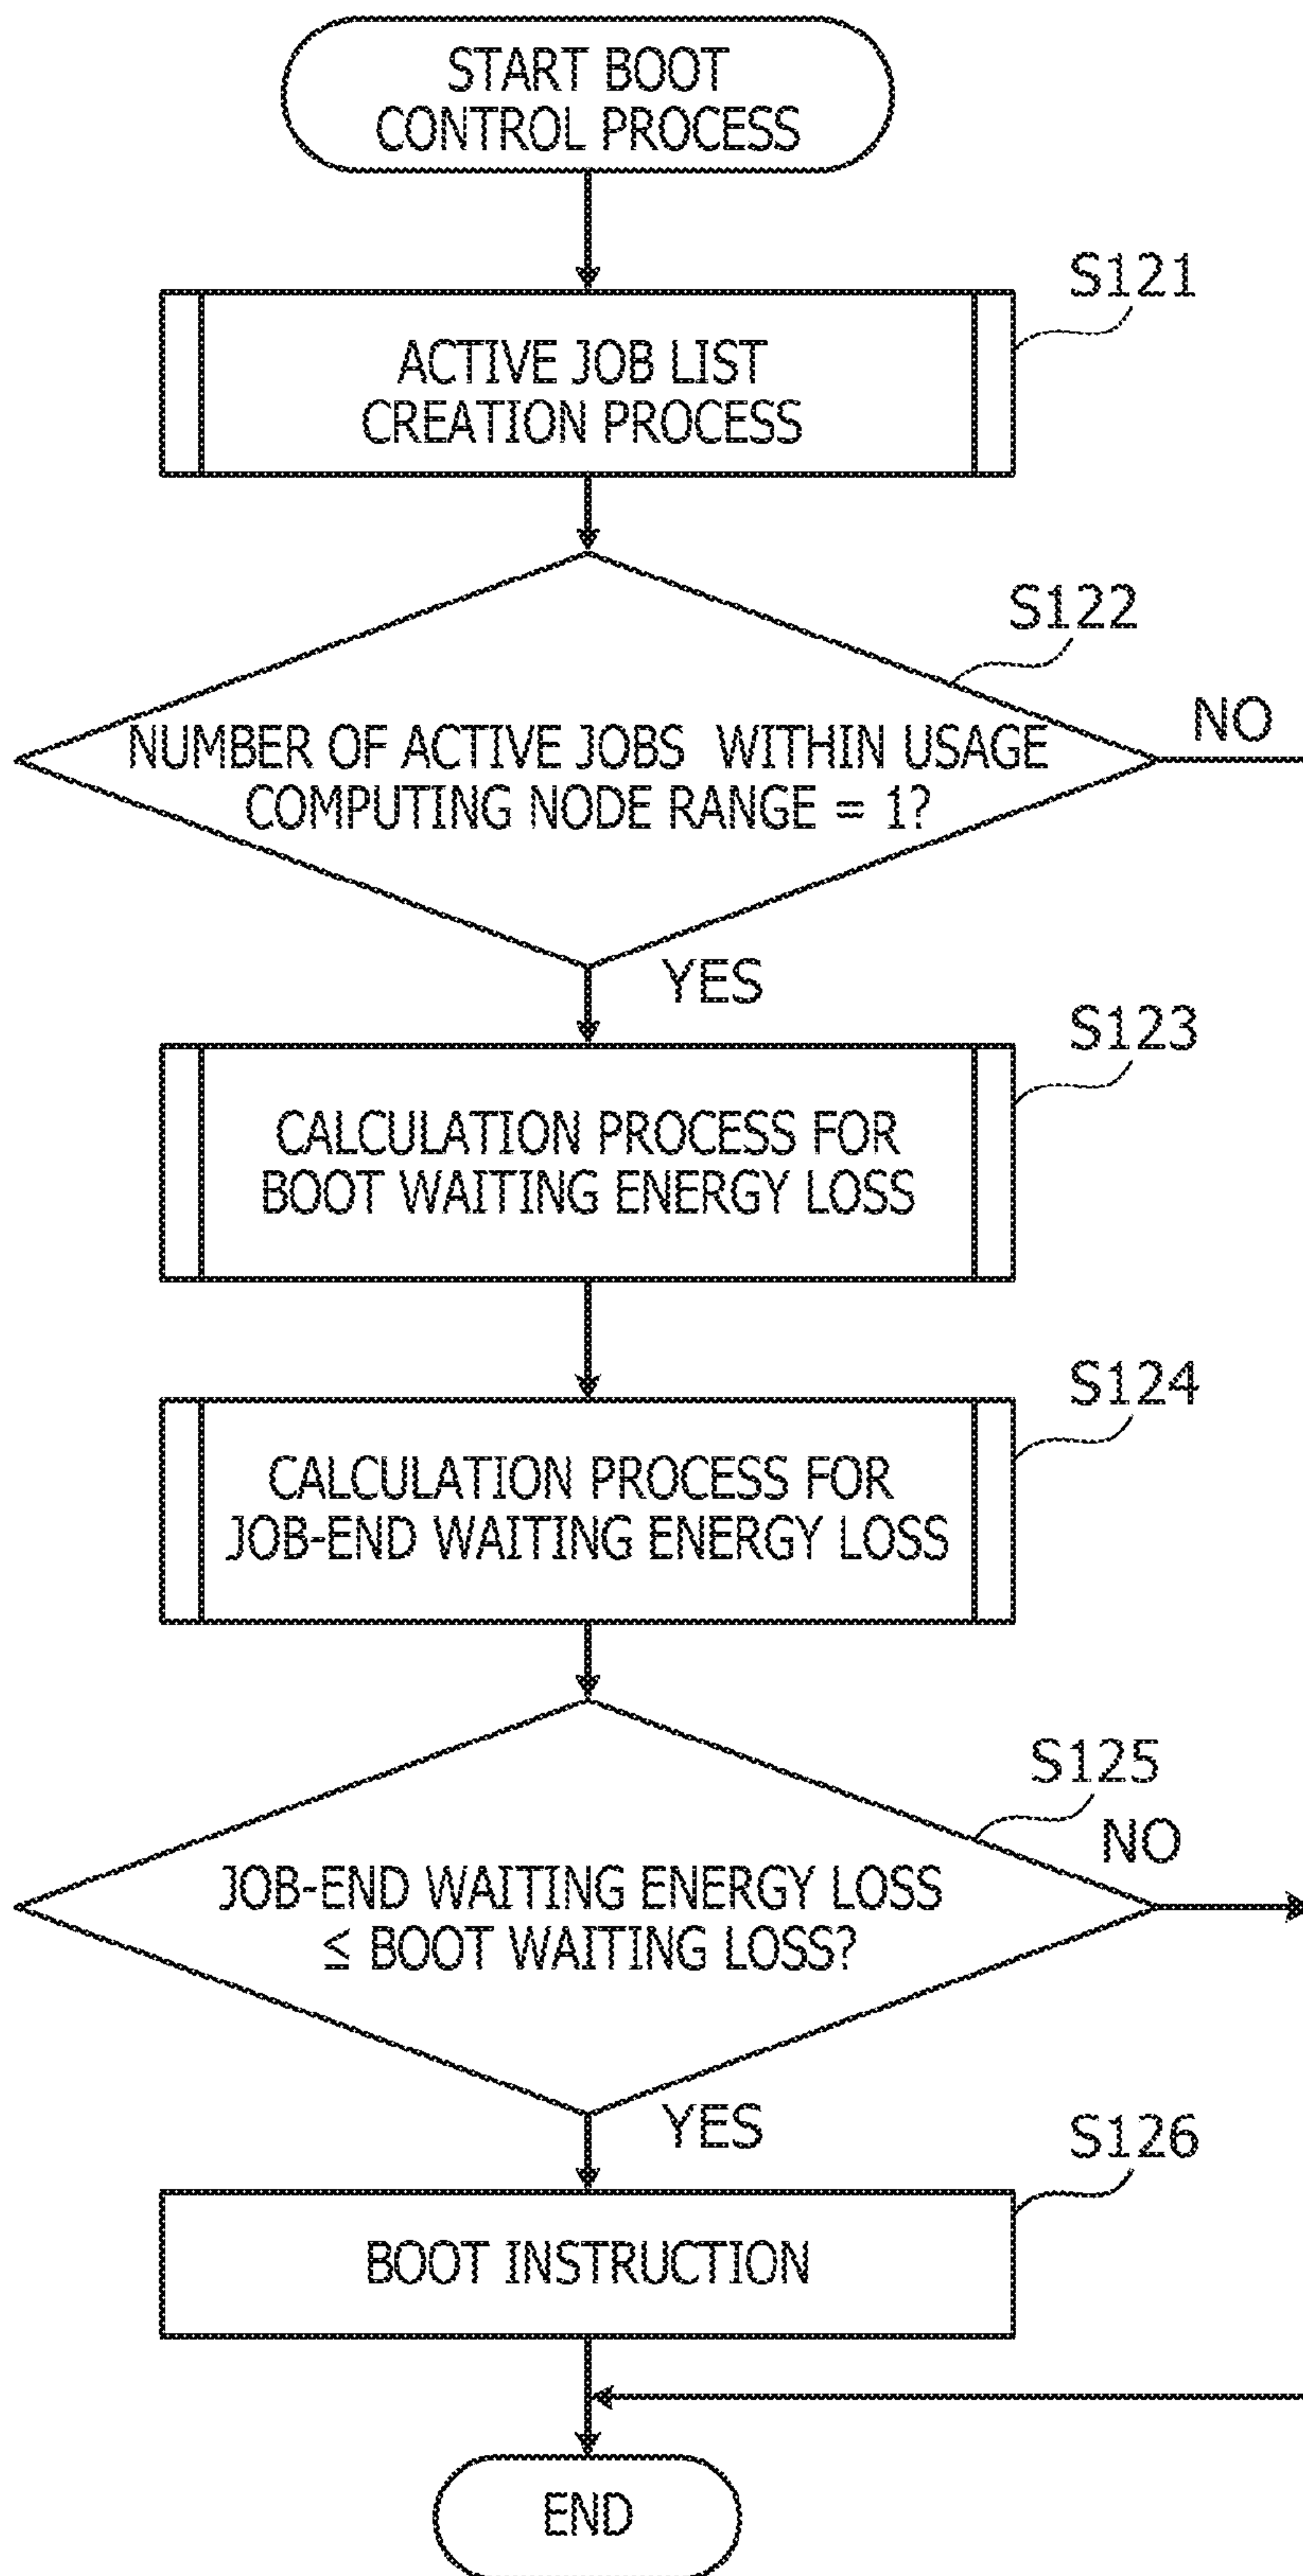 START BOOT
CONTROL PROCESS
S121
ACTIVE JOB LIST
CREATION PROCESS
S122
NO
NUMBER OF ACTIVE JOBS WITHIN USAGE
COMPUTING NODE RANGE = 1?
YES
S123
CALCULATION PROCESS FOR
BOOT WAITING ENERGY LOSS
S124
CALCULATION PROCESS FOR
JOB-END WAITING ENERGY LOSS
S125
NO
JOB-END WAITING ENERGY LOSS
≤ BOOT WAITING LOSS?
YES
S126
BOOT INSTRUCTION
END